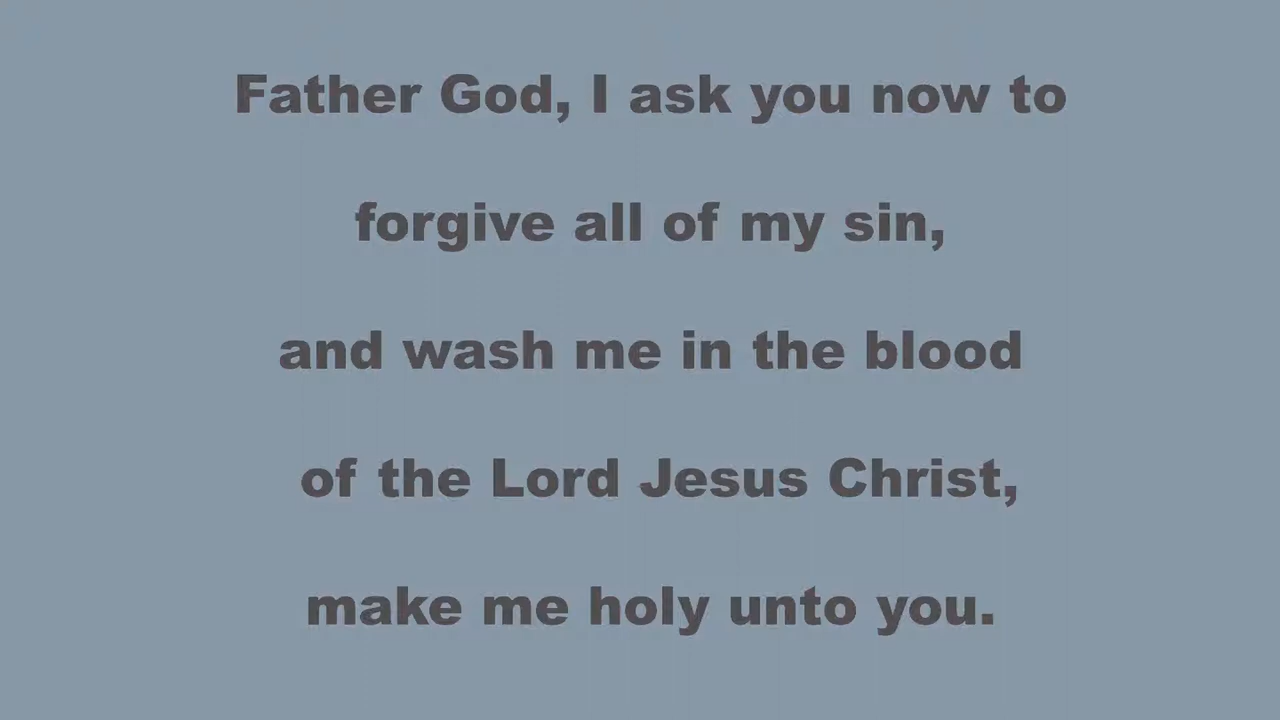 Father God, I ask you now to
forgive all of my sin,
and wash me in the blood
of the Lord Jesus Christ,
make me holy unto you.